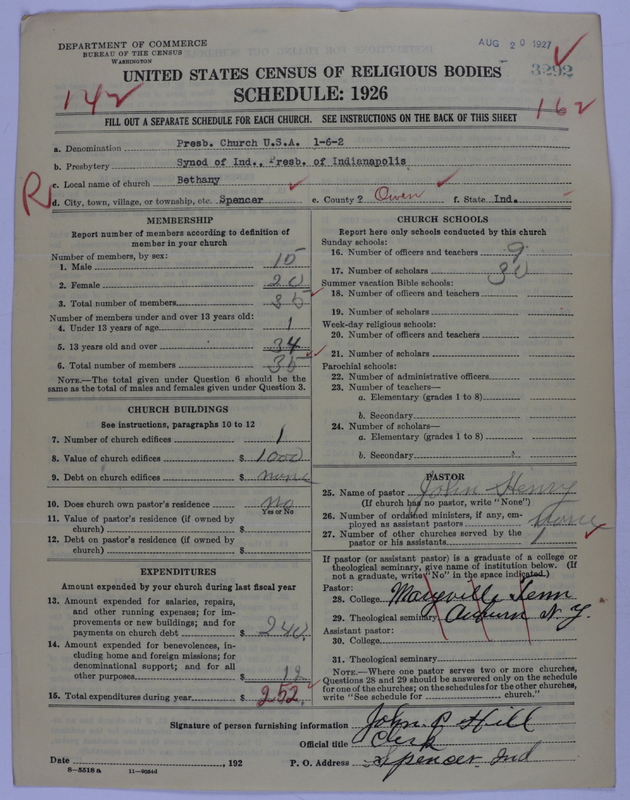 DEPARTMENT OF COMMERCE
BUREAU OF THE CENSUS
WASHINGTON
AUG 20 1927
3292
UNITED STATES CENSUS OF RELIGIOUS BODIES
SCHEDULE: 1926
142
162
FILL OUT A SEPARATE SCHEDULE FOR EACH CHURCH. SEE INSTRUCTIONS ON THE BACK OF THIS SHEET
a. Denomination Presb. Church U.S.A. 1-6-2
b. Presbytery Synod of Ind., Presb. of Indianapolis
c. Local name of church Bethany
R
d. City, town, village, or township, etc. Spencer e. County? Owen f. State Ind.
MEMBERSHIP
Report number of members according to definition of
member in your church
Number of members, by sex:
1. Male 15
2. Female 20
3. Total number of members 35
Number of members under and over 13 years old:
4. Under 13 years of age 1
5. 13 years old and over 34
6. Total number of members 35
NOTE.—The total given under Question 6 should be the
same as the total of males and females given under Question 3.
CHURCH BUILDINGS
See instructions, paragraphs 10 to 12
7. Number of church edifices 1
8. Value of church edifices $ 1000
9. Debt on church edifices $ none
10. Does church own pastor's residence No
Yes or No
11. Value of pastor's residence (if owned by
church) $
12. Debt on pastor's residence (if owned by
church) $
EXPENDITURES
Amount expended by your church during last fiscal year
13. Amount expended for salaries, repairs,
and other running expenses; for im-
provements or new buildings; and for
payments on church debt $ 240.
14. Amount expended for benevolences, in-
cluding home and foreign missions; for
denominational support; and for all
other purposes $ 12
15. Total expenditures during year $ 252.
CHURCH SCHOOLS
Report here only schools conducted by this church
Sunday schools:
16. Number of officers and teachers 9
17. Number of scholars 30
Summer vacation Bible schools:
18. Number of officers and teachers
19. Number of scholars
Week-day religious schools:
20. Number of officers and teachers
21. Number of scholars
Parochial schools:
22. Number of administrative officers
23. Number of teachers—
a. Elementary (grades 1 to 8)
b. Secondary
24. Number of scholars—
a. Elementary (grades 1 to 8)
b. Secondary
PASTOR
25. Name of pastor John Henry
(If church has no pastor, write "None")
26. Number of ordained ministers, if any, em-
ployed as assistant pastors none
27. Number of other churches served by the
pastor or his assistants
If pastor (or assistant pastor) is a graduate of a college or
theological seminary, give name of institution below. (If
not a graduate, write "No" in the space indicated.)
Pastor:
28. College Maryville Tenn
29. Theological seminary Auburn N.Y.
Assistant pastor:
30. College
31. Theological seminary
NOTE.—Where one pastor serves two or more churches,
Questions 28 and 29 should be answered only on the schedule
for one of the churches; on the schedules for the other churches,
write "See schedule for church."
Signature of person furnishing information John P Hill
Official title Clerk
Date , 192 P. O. Address Spencer Ind
8—5518 a